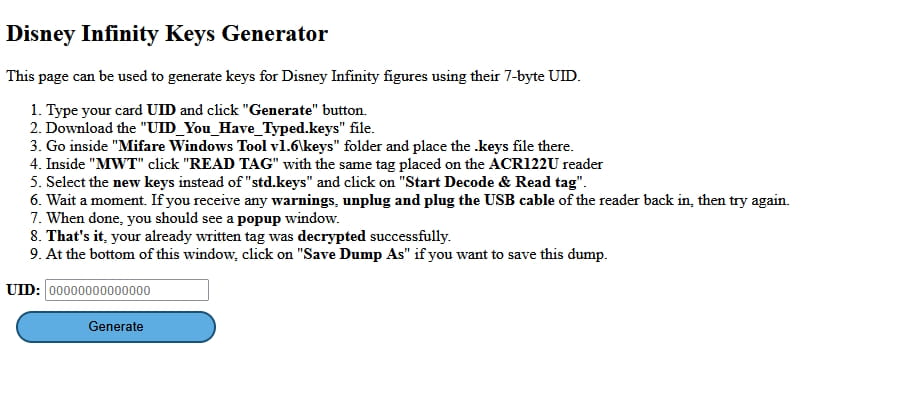 Disney Infinity Keys Generator
This page can be used to generate keys for Disney Infinity figures using their 7-byte UID.
1. Type your card UID and click "Generate" button.
2. Download the "UID_You_Have_Typed.keys" file.
3. Go inside "Mifare Windows Tool v1.6\keys" folder and place the .keys file there.
4. Inside "MWT" click "READ TAG" with the same tag placed on the ACR122U reader
5. Select the new keys instead of "std.keys" and click on "Start Decode & Read tag".
6. Wait a moment. If you receive any warnings, unplug and plug the USB cable of the reader back in, then try again.
7. When done, you should see a popup window.
8. That's it, your already written tag was decrypted successfully.
9. At the bottom of this window, click on "Save Dump As" if you want to save this dump.
UID: 00000000000000
Generate